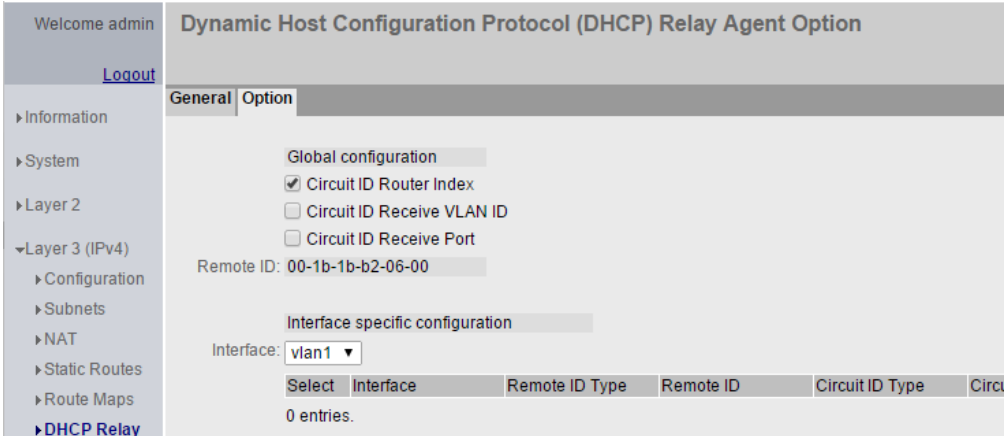 Welcome admin
Logout
Dynamic Host Configuration Protocol (DHCP) Relay Agent Option
General Option
Information
System
Layer 2
Layer 3 (IPv4)
Configuration
Subnets
NAT
Static Routes
Route Maps
DHCP Relay
Global configuration
Circuit ID Router Index
Circuit ID Receive VLAN ID
Circuit ID Receive Port
Remote ID: 00-1b-1b-b2-06-00
Interface specific configuration
Interface: vlan1
Select Interface Remote ID Type Remote ID Circuit ID Type
0 entries.